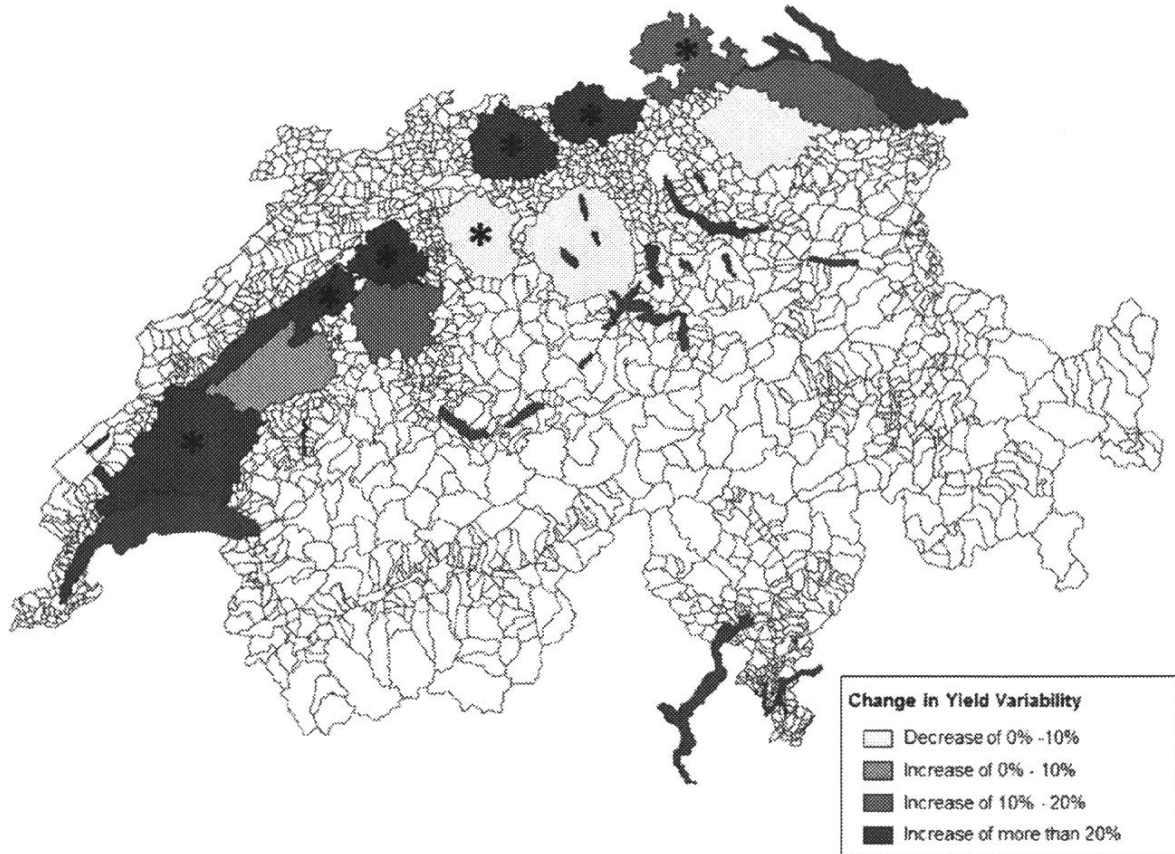 *
*
*
*
*
*
*
Change in Yield Variability
Decrease of 0% -10%
Increase of 0% - 10%
Increase of 10% - 20%
Increase of more than 20%